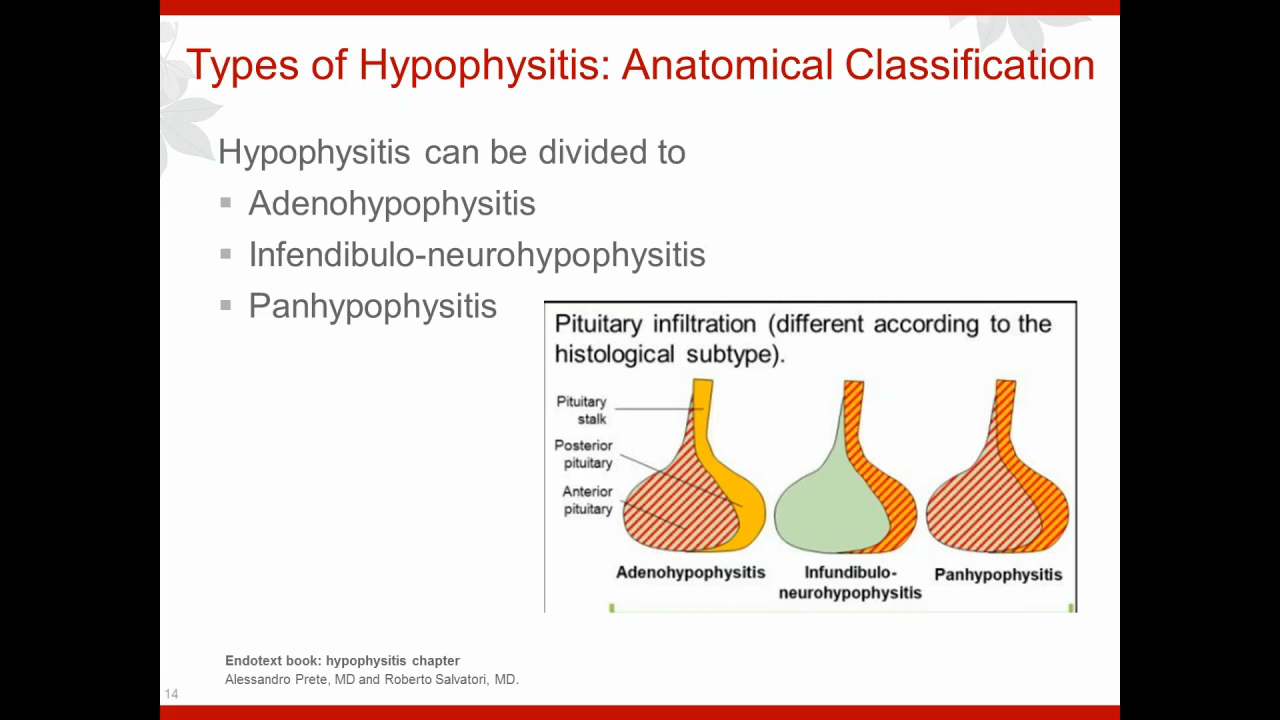 Types of Hypophysitis: Anatomical Classification
Hypophysitis can be divided to
▪ Adenohypophysitis
▪ Infendibulo-neurohypophysitis
▪ Panhypophysitis
Pituitary infiltration (different according to the
histological subtype).
Pituitary
stalk
Posterior
pituitary
Anterior
pituitary
Adenohypophysitis
Infundibulo-
neurohypophysitis
Panhypophysitis
Endotext book: hypophysitis chapter
Alessandro Prete, MD and Roberto Salvatori, MD.
14